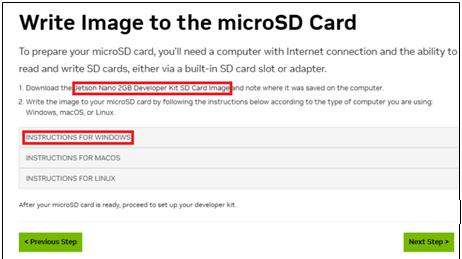 Write Image to the microSD Card
To prepare your microSD card, you'll need a computer with Internet connection and the ability to
read and write SD cards, either via a built-in SD card slot or adapter.
1. Download the Jetson Nano 2GB Developer Kit SD Card Image and note where it was saved on the computer.
2. Write the image to your microSD card by following the instructions below according to the type of computer you are using:
Windows, macOS, or Linux.
INSTRUCTIONS FOR WINDOWS
INSTRUCTIONS FOR MACOS
INSTRUCTIONS FOR LINUX
After your microSD card is ready, proceed to set up your developer kit.
< Previous Step
Next Step >